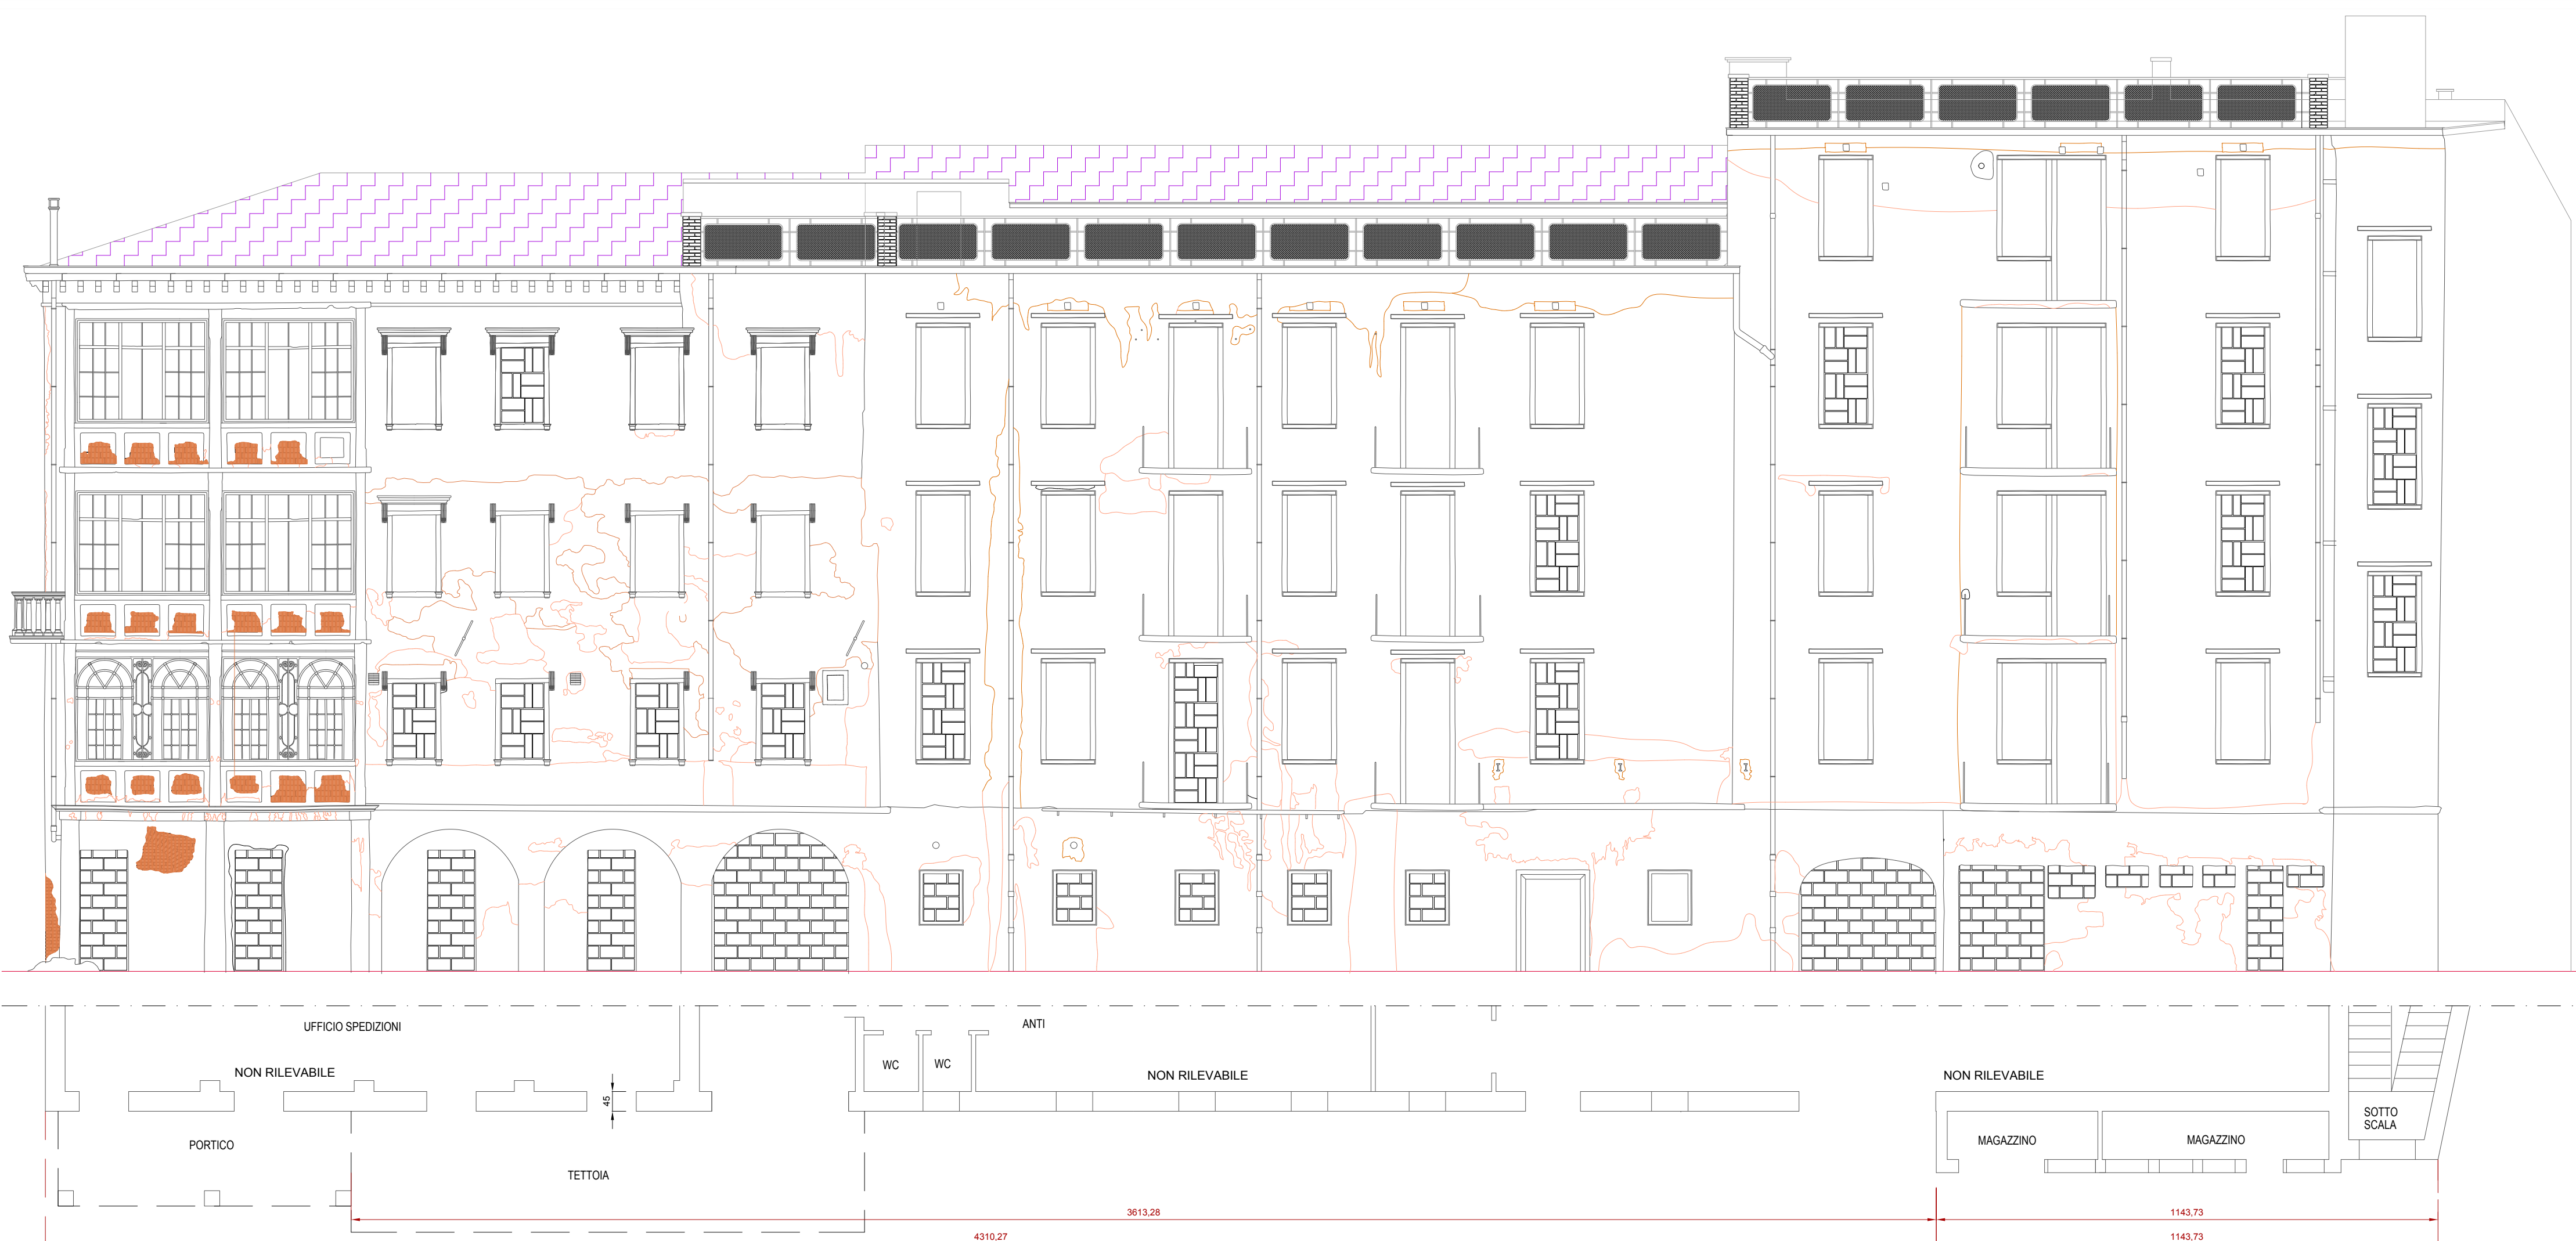 UFFICIO SPEDIZIONI
ANTI
WC
WC
NON RILEVABILE
NON RILEVABILE
NON RILEVABILE
45
PORTICO
MAGAZZINO
MAGAZZINO
SOTTO
SCALA
TETTOIA
3613,28
1143,73
4310,27
1143,73